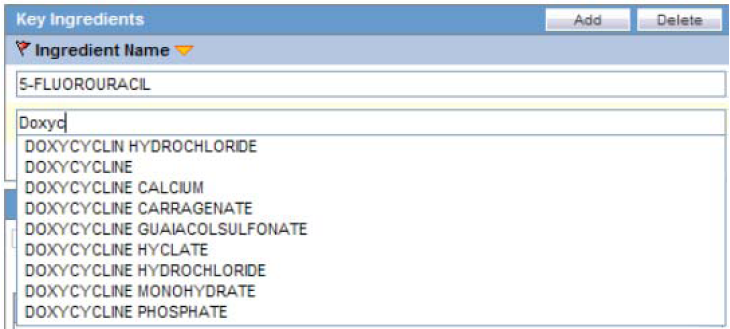 Key Ingredients Add Delete
Ingredient Name
5-FLUOROURACIL
Doxyc
DOXYCYCLIN HYDROCHLORIDE
DOXYCYCLINE
DOXYCYCLINE CALCIUM
DOXYCYCLINE CARRAGENATE
DOXYCYCLINE GUAIACOLSULFONATE
DOXYCYCLINE HYCLATE
DOXYCYCLINE HYDROCHLORIDE
DOXYCYCLINE MONOHYDRATE
DOXYCYCLINE PHOSPHATE